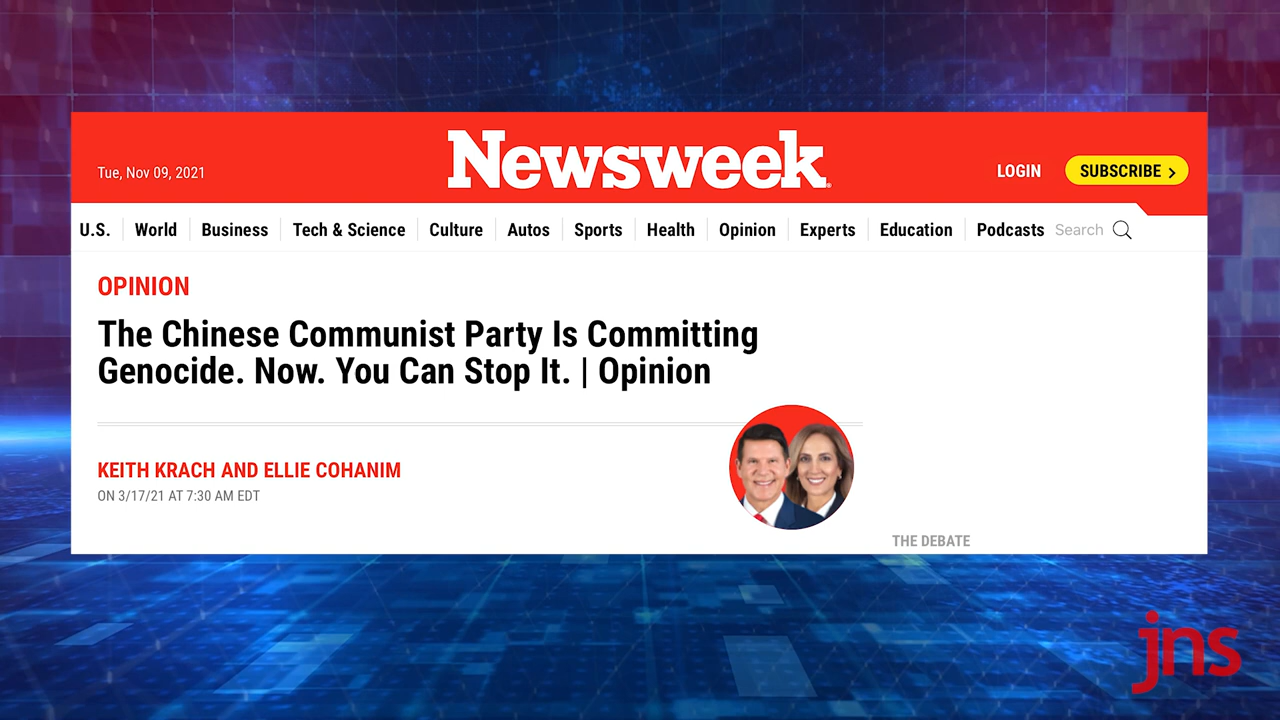 Newsweek
Tue, Nov 09, 2021
LOGIN
SUBSCRIBE
U.S. World Business Tech & Science Culture Autos Sports Health Opinion Experts Education Podcasts Search
OPINION
The Chinese Communist Party Is Committing
Genocide. Now. You Can Stop It. | Opinion
KEITH KRACH AND ELLIE COHANIM
ON 3/17/21 AT 7:30 AM EDT
THE DEBATE
jns